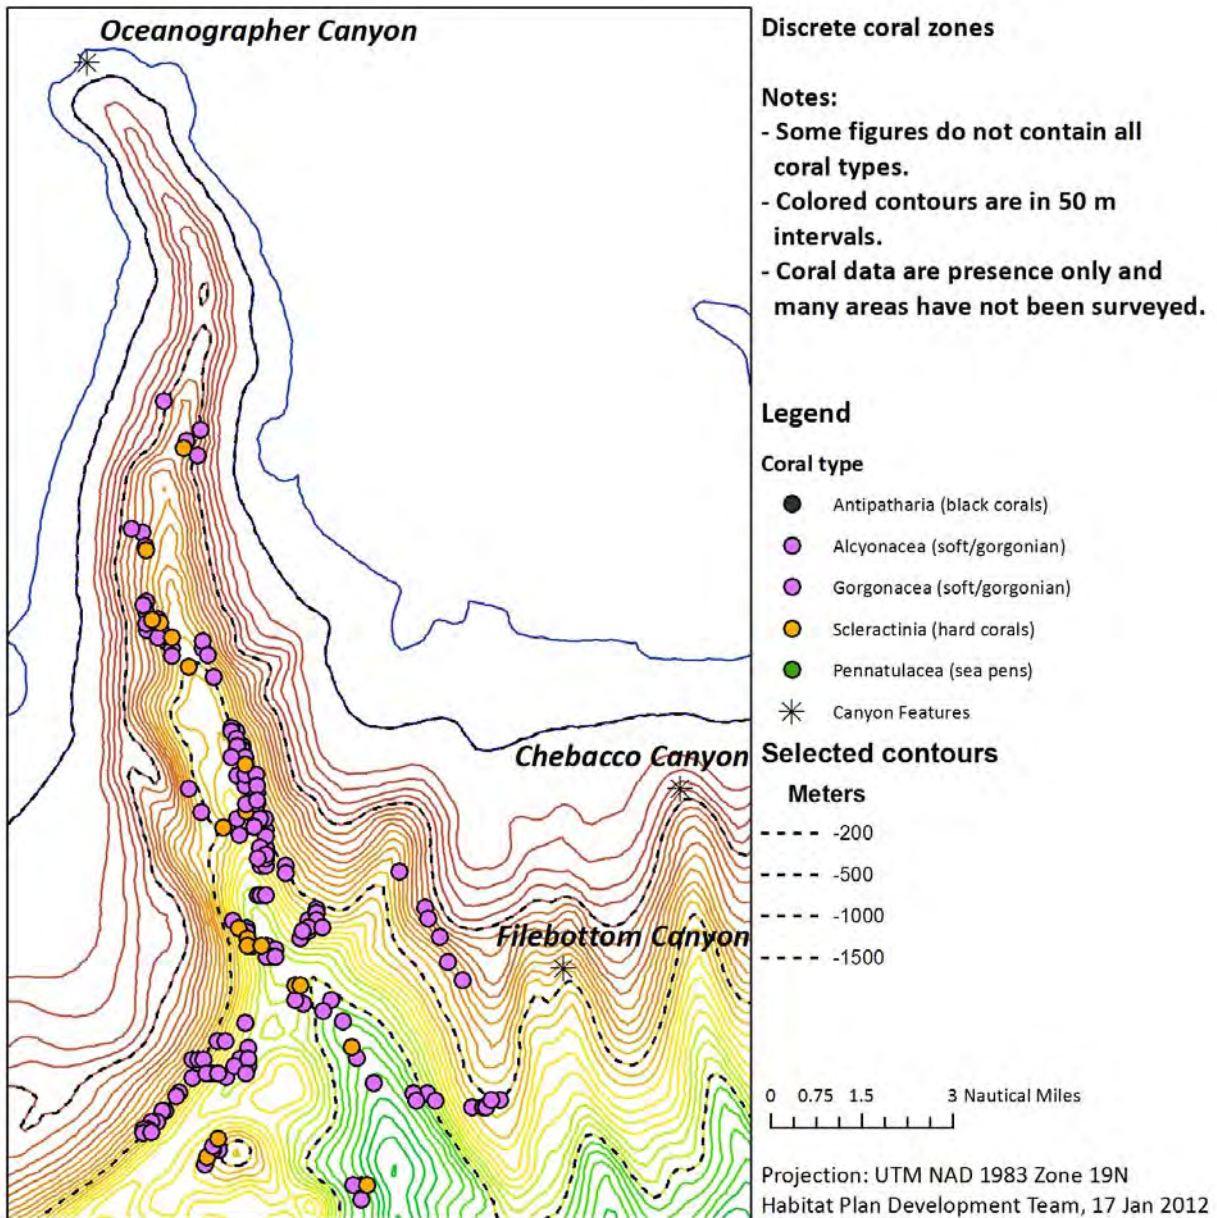 Oceanographer Canyon
Chebacco Canyon
Filebottom Canyon
Discrete coral zones
Notes:
- Some figures do not contain all
coral types.
- Colored contours are in 50 m
intervals.
- Coral data are presence only and
many areas have not been surveyed.
Legend
Coral type
Antipatharia (black corals)
Alcyonacea (soft/gorgonian)
Gorgonacea (soft/gorgonian)
Scleractinia (hard corals)
Pennatulacea (sea pens)
Canyon Features
Selected contours
Meters
-200
-500
-1000
-1500
0 0.75 1.5 3 Nautical Miles
Projection: UTM NAD 1983 Zone 19N
Habitat Plan Development Team, 17 Jan 2012